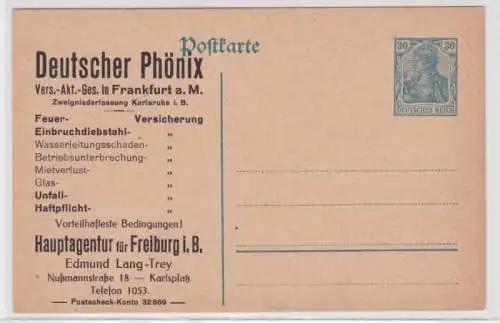 Postkarte
30 30
DEUTSCHES REICH
Deutscher Phönix
Vers.-Akt.-Ges. in Frankfurt a. M.
Zweigniederlassung Karlsruhe i. B.
Feuer- Versicherung
Einbruchdiebstahl- „
Wasserleitungsschaden- „
Betriebsunterbrechung- „
Mietverlust- „
Glas- „
Unfall- „
Haftpflicht- „
Vorteilhafteste Bedingungen!
Hauptagentur für Freiburg i. B.
Edmund Lang-Trey
Nußmannstraße 18 — Karlsplatz
Telefon 1053.
Postscheck-Konto 32869